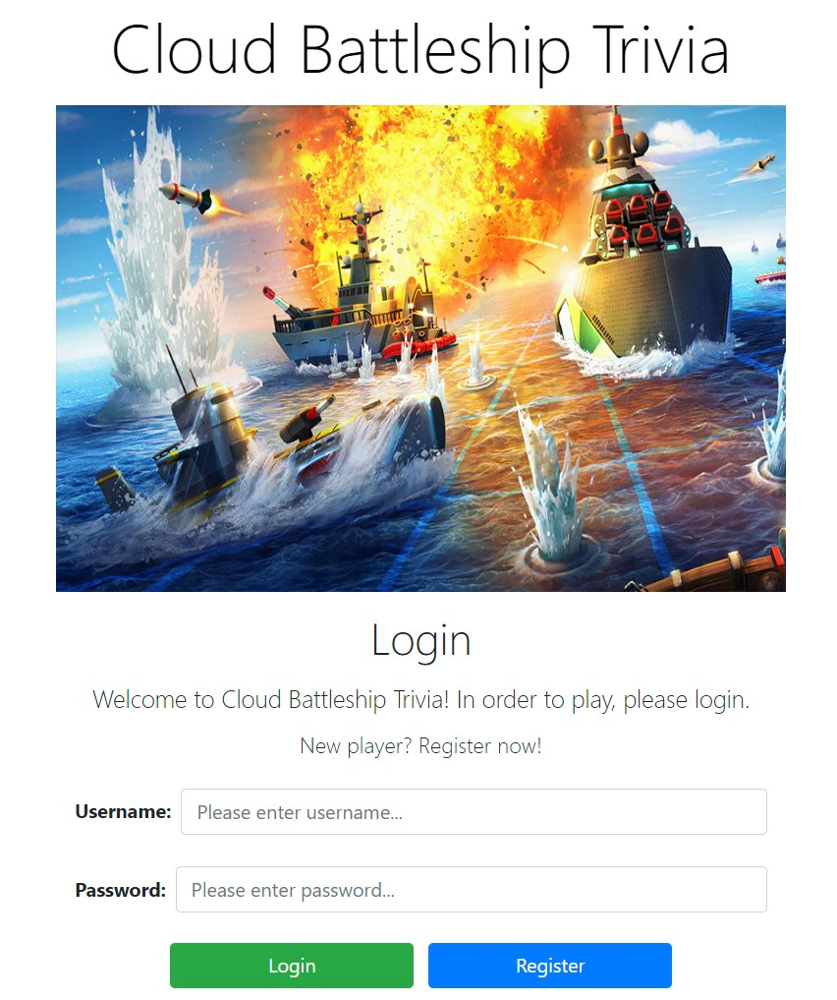 Cloud Battleship Trivia
Login
Welcome to Cloud Battleship Trivia! In order to play, please login.
New player? Register now!
Username: Please enter username...
Password: Please enter password...
Login Register